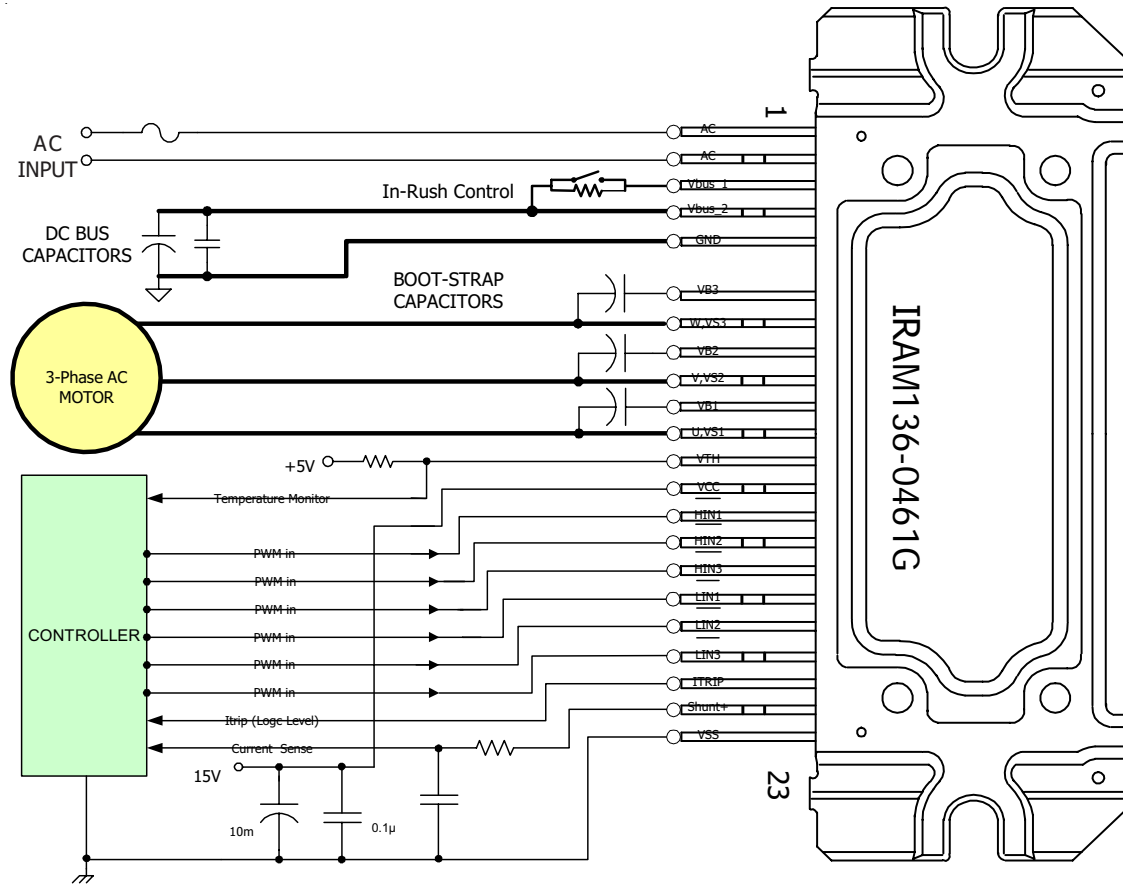 1
AC
INPUT
AC
AC
In-Rush Control
Vbus_1
Vbus_2
DC BUS
CAPACITORS
GND
BOOT-STRAP
CAPACITORS
VB3
W,VS3
VB2
V,VS2
VB1
U,VS1
3-Phase AC
MOTOR
IRAM136-0461G
+5V
VTH
Temperature Monitor
VCC
HIN1
HIN2
HIN3
LIN1
LIN2
LIN3
ITRIP
Shunt+
VSS
PWM in
PWM in
PWM in
PWM in
PWM in
PWM in
CONTROLLER
Itrip (Logc Level)
Current Sense
15V
10m
0.1µ
23